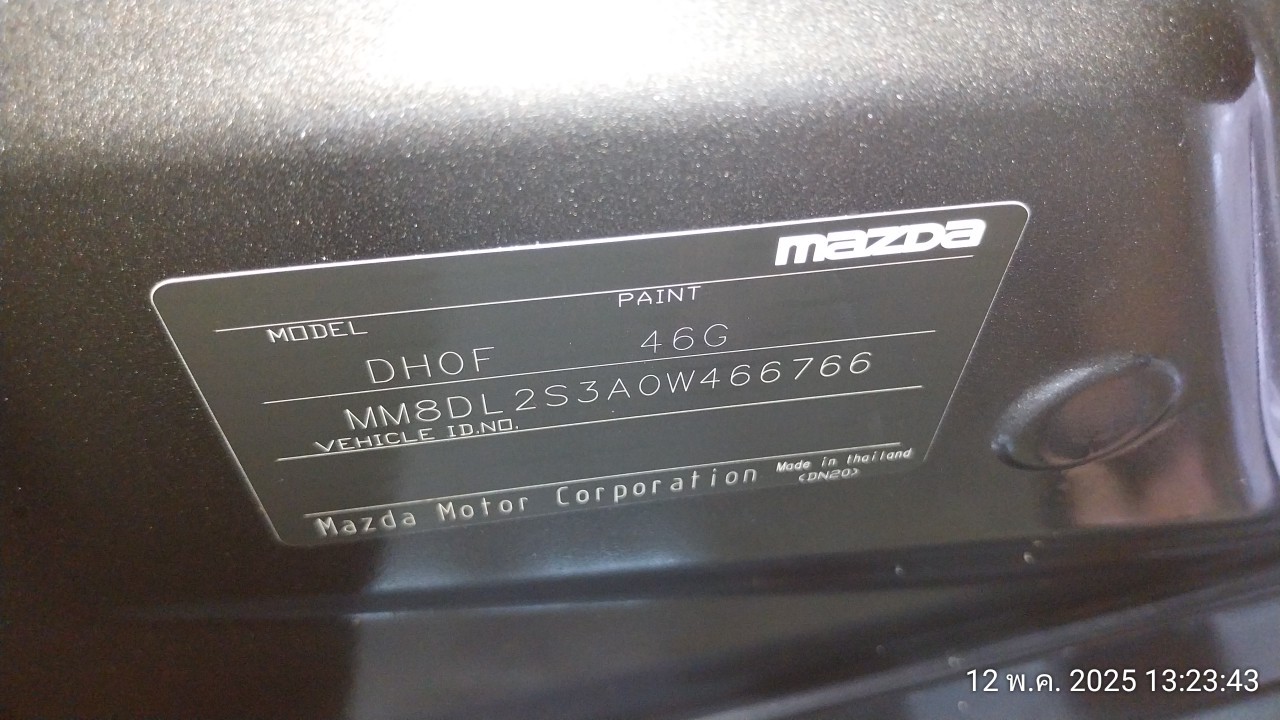 mazda
MODEL PAINT
DH0F 46G
MM8DL2S3A0W466766
VEHICLE ID.NO.
Mazda Motor Corporation Made in thailand
<DN20>
12 พ.ค. 2025 13:23:43